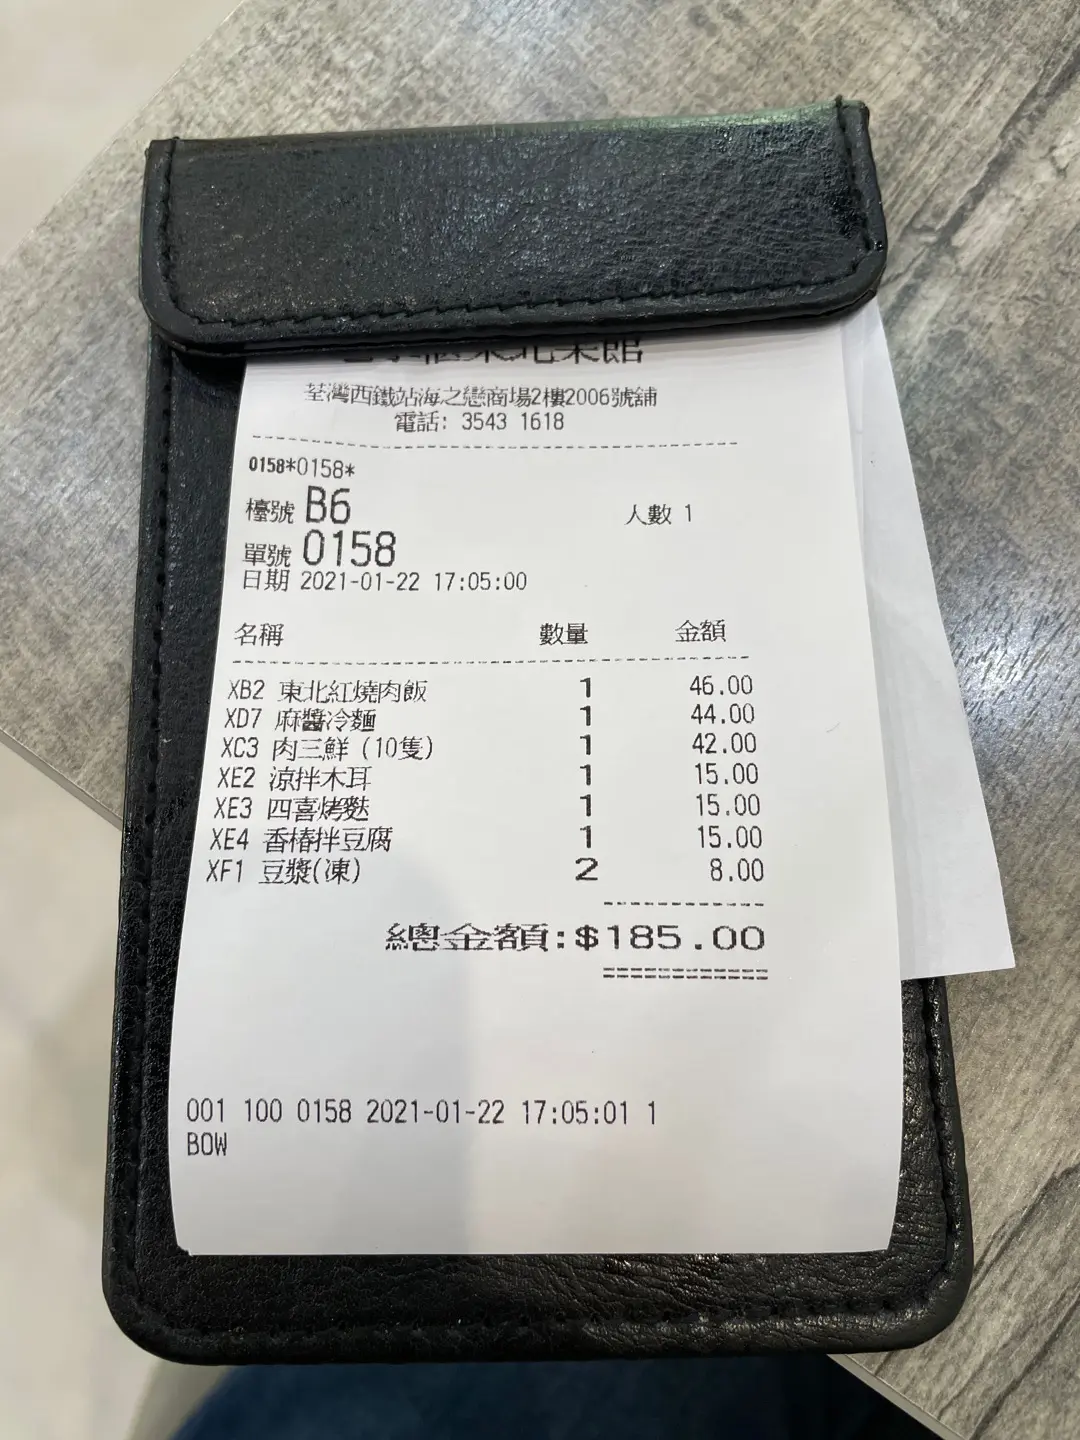 東北菜館
荃灣西鐵站海之戀商場2樓2006號舖
電話: 3543 1618
0158*0158*
檯號 B6 人數 1
單號 0158
日期 2021-01-22 17:05:00
名稱 數量 金額
XB2 東北紅燒肉飯 1 46.00
XD7 麻醬冷麵 1 44.00
XC3 肉三鮮 (10隻) 1 42.00
XE2 涼拌木耳 1 15.00
XE3 四喜烤麩 1 15.00
XE4 香椿拌豆腐 1 15.00
XF1 豆漿(凍) 2 8.00
總金額:$185.00
001 100 0158 2021-01-22 17:05:01 1
BOW